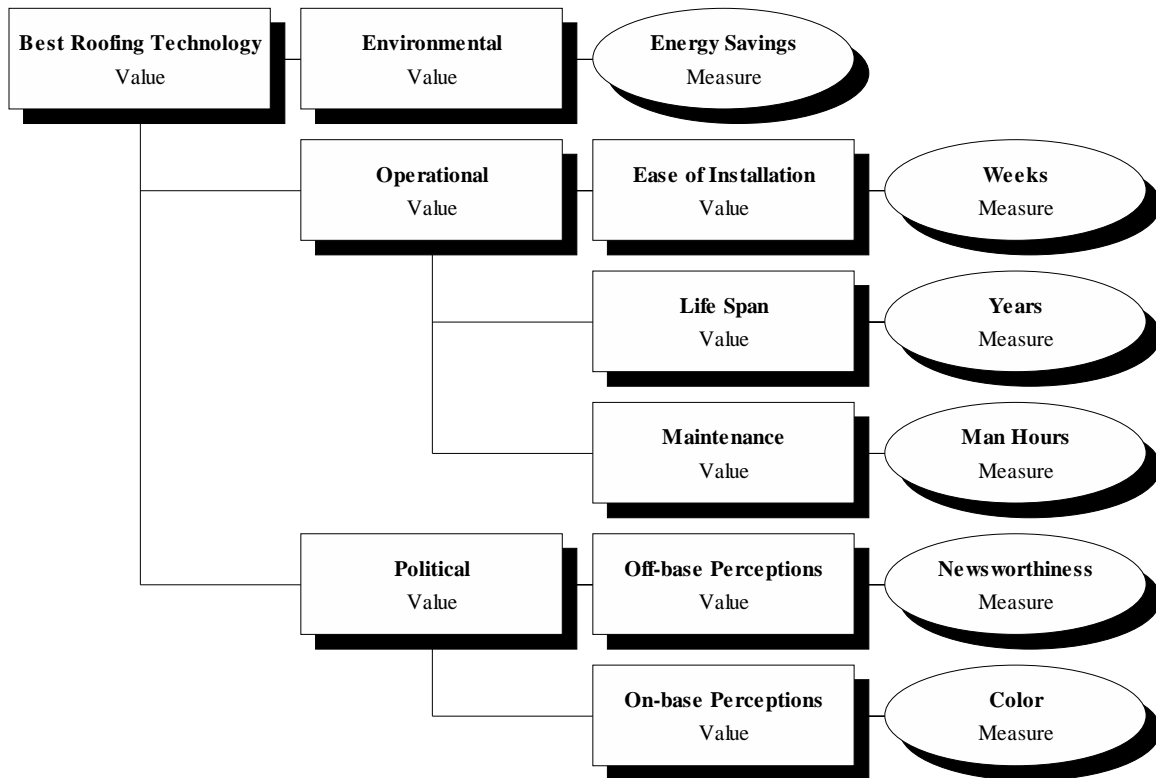 Best Roofing Technology
Value
Environmental
Value
Energy Savings
Measure
Operational
Value
Ease of Installation
Value
Weeks
Measure
Life Span
Value
Years
Measure
Maintenance
Value
Man Hours
Measure
Political
Value
Off-base Perceptions
Value
Newsworthiness
Measure
On-base Perceptions
Value
Color
Measure